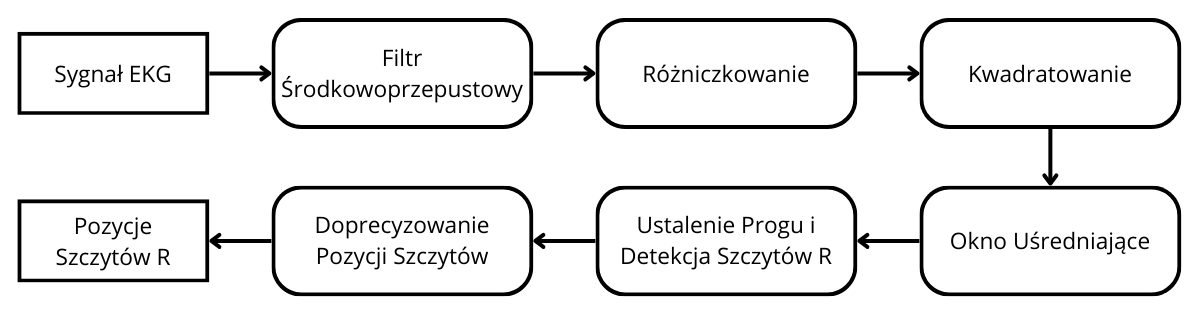 Sygnał EKG
Filtr
Środkowoprzepustowy
Różniczkowanie
Kwadratowanie
Okno Uśredniające
Ustalenie Progu i
Detekcja Szczytów R
Doprecyzowanie
Pozycji Szczytów
Pozycje
Szczytów R